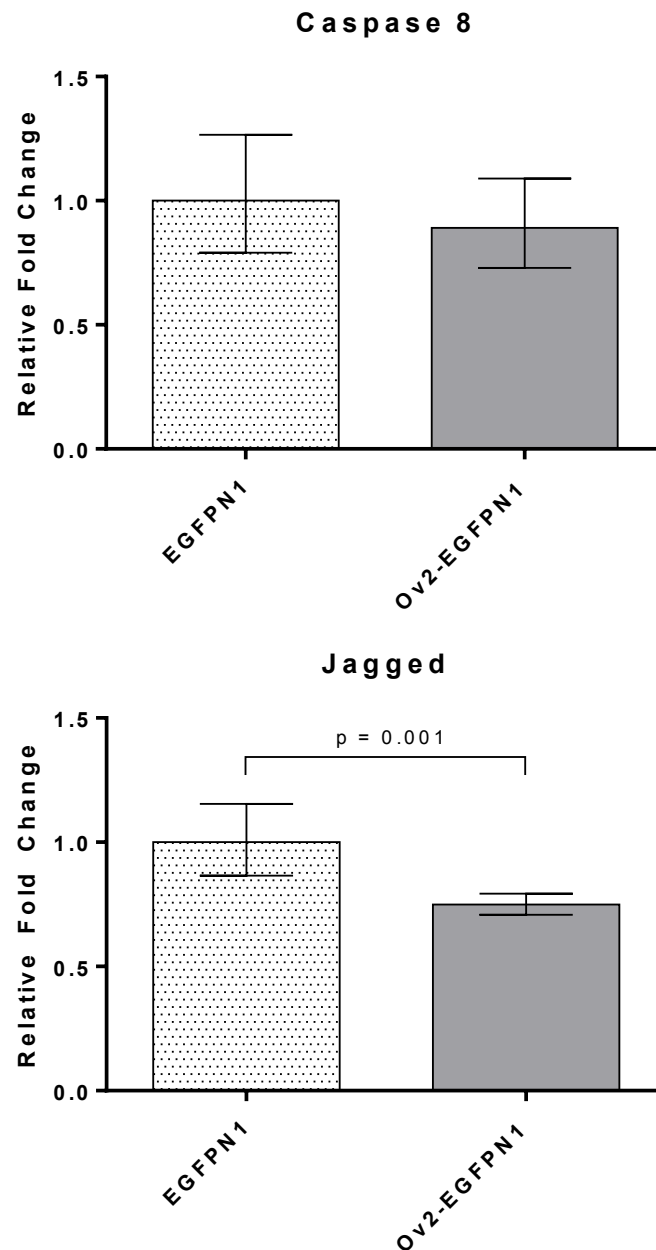 Caspase 8
Relative Fold Change
1.5
1.0
0.5
0.0
EGFPN1
Ov2-EGFPN1
Jagged
Relative Fold Change
1.5
p = 0.001
1.0
0.5
0.0
EGFPN1
Ov2-EGFPN1